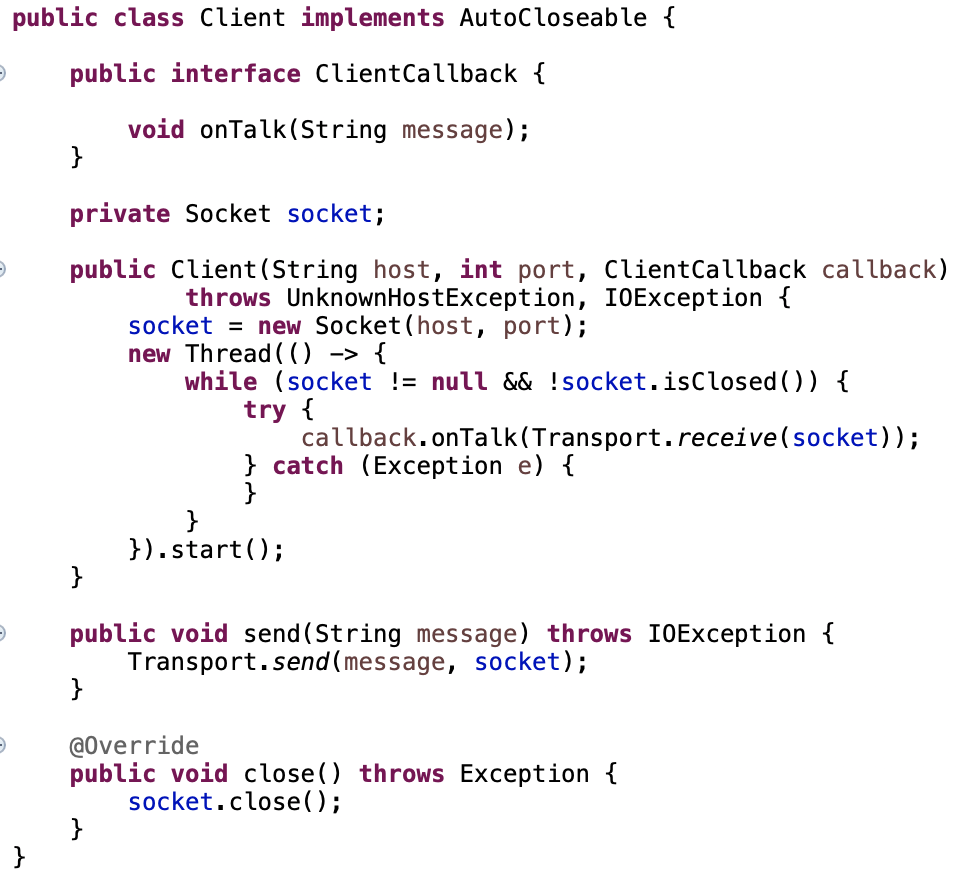 public class Client implements AutoCloseable {
public interface ClientCallback {
void onTalk(String message);
}
private Socket socket;
public Client(String host, int port, ClientCallback callback)
throws UnknownHostException, IOException {
socket = new Socket(host, port);
new Thread(() -> {
while (socket != null && !socket.isClosed()) {
try {
callback.onTalk(Transport.receive(socket));
} catch (Exception e) {
}
}
}).start();
}
public void send(String message) throws IOException {
Transport.send(message, socket);
}
@Override
public void close() throws Exception {
socket.close();
}
}